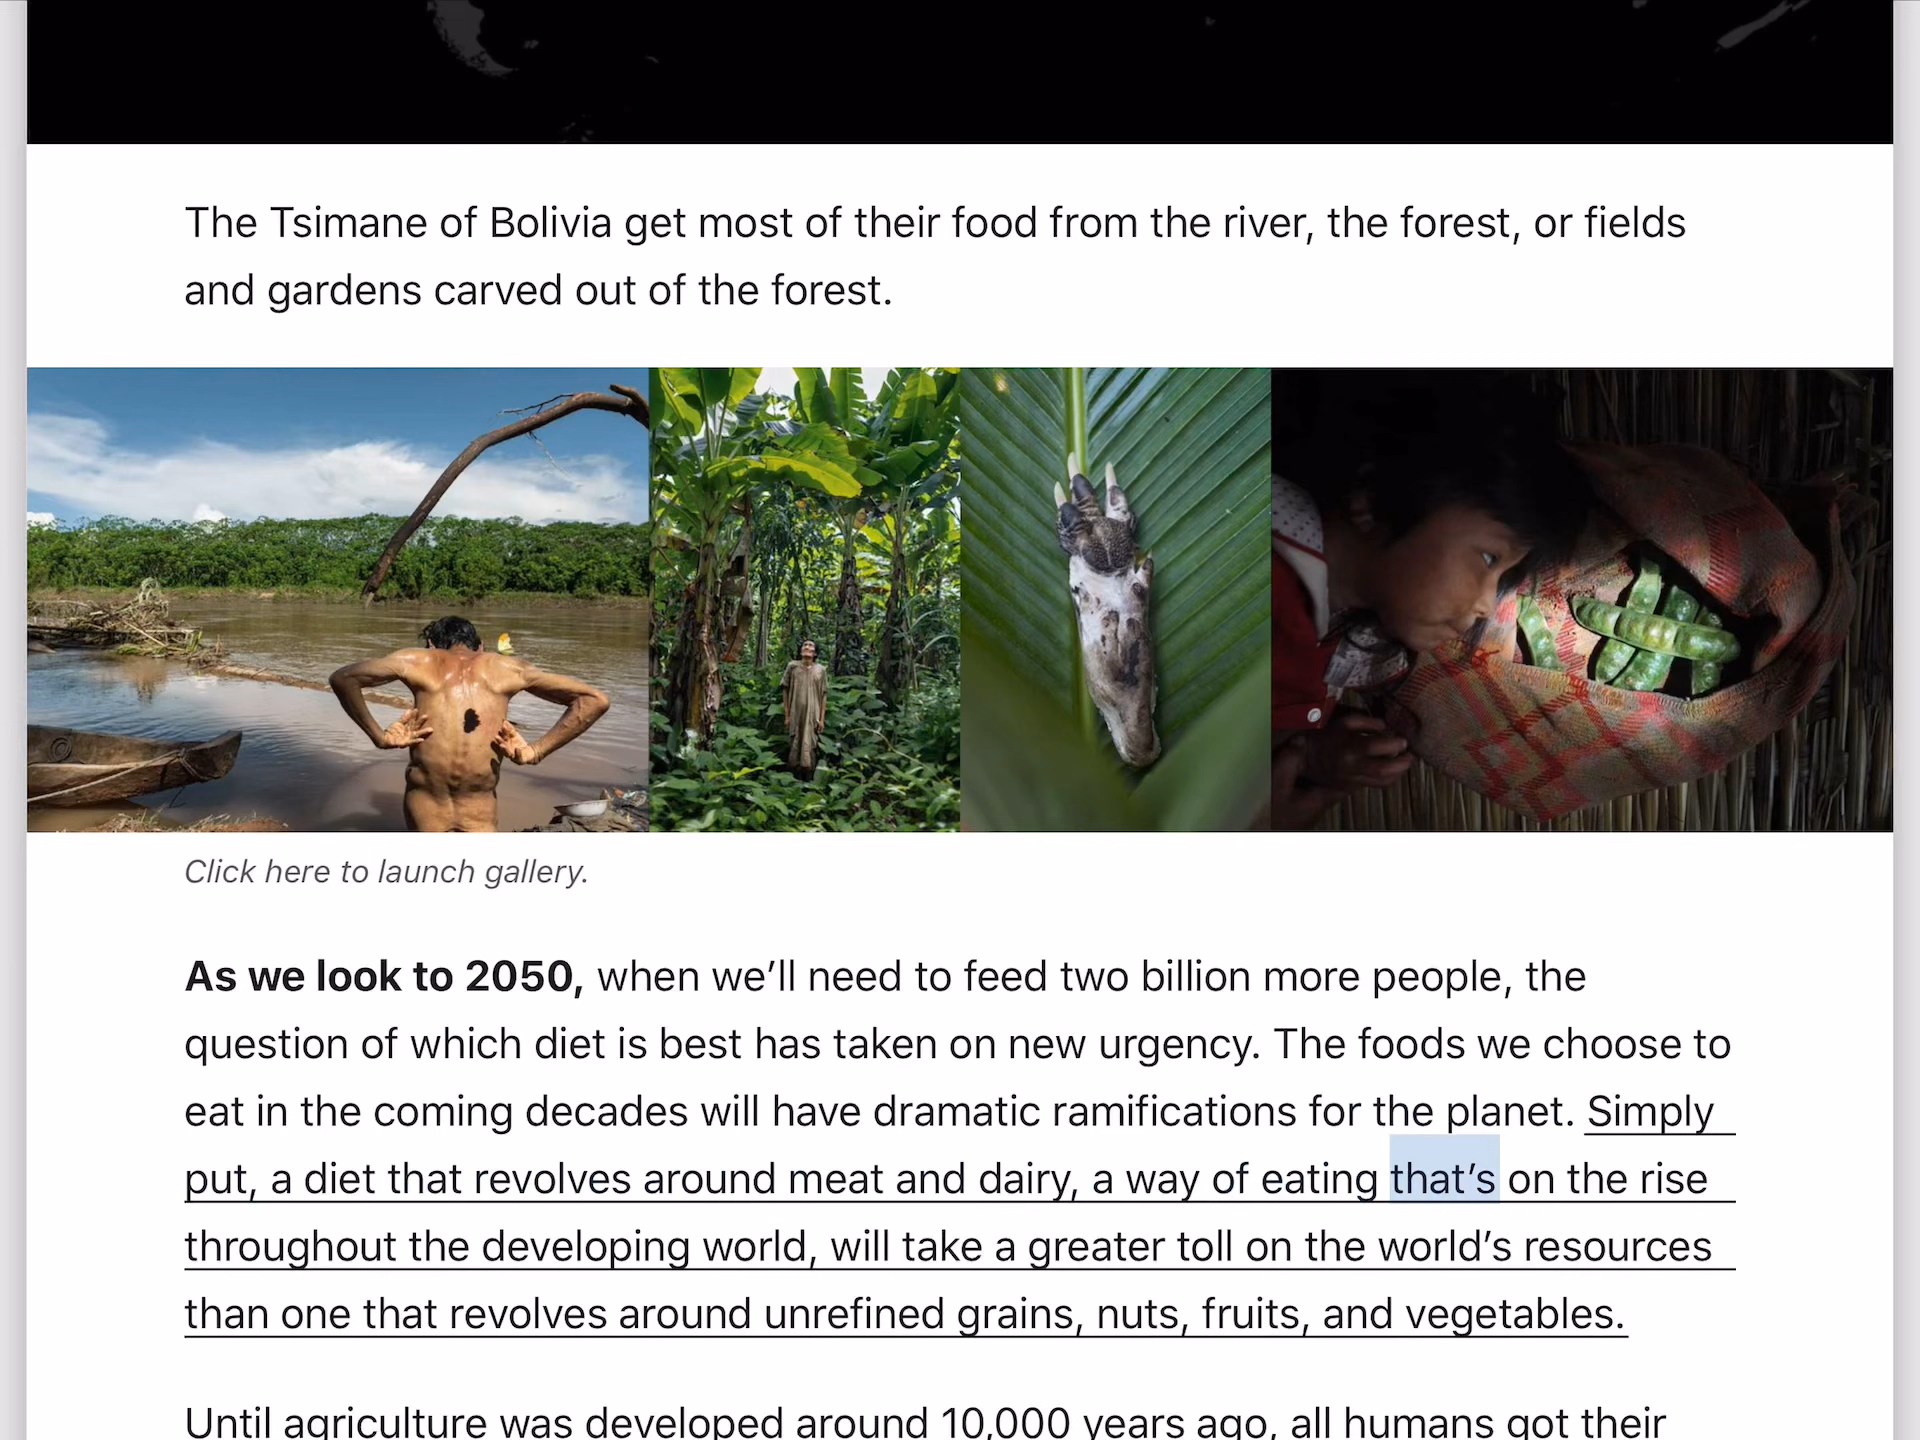 The Tsimane of Bolivia get most of their food from the river, the forest, or fields
and gardens carved out of the forest.
Click here to launch gallery.
As we look to 2050, when we’ll need to feed two billion more people, the
question of which diet is best has taken on new urgency. The foods we choose to
eat in the coming decades will have dramatic ramifications for the planet. Simply
put, a diet that revolves around meat and dairy, a way of eating that’s on the rise
throughout the developing world, will take a greater toll on the world’s resources
than one that revolves around unrefined grains, nuts, fruits, and vegetables.
Until agriculture was developed around 10,000 years ago, all humans got their